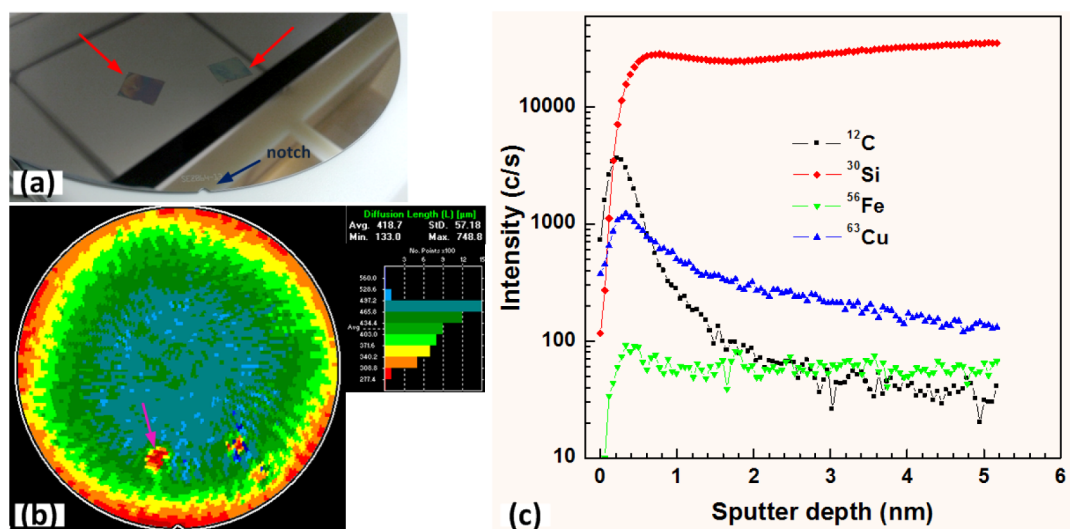 (a)
notch
(b)
Diffusion Length (L) [µm]
Avg. 418.7 StD. 57.18
Min. 133.0 Max. 748.8
No. Points x100
3 6 9 12 15
560.0
528.6
497.2
465.8
434.4
Avg
403.0
371.6
340.2
308.8
277.4
(c)
Intensity (c/s)
10000
1000
100
10
¹²C
³⁰Si
⁵⁶Fe
⁶³Cu
0 1 2 3 4 5 6
Sputter depth (nm)